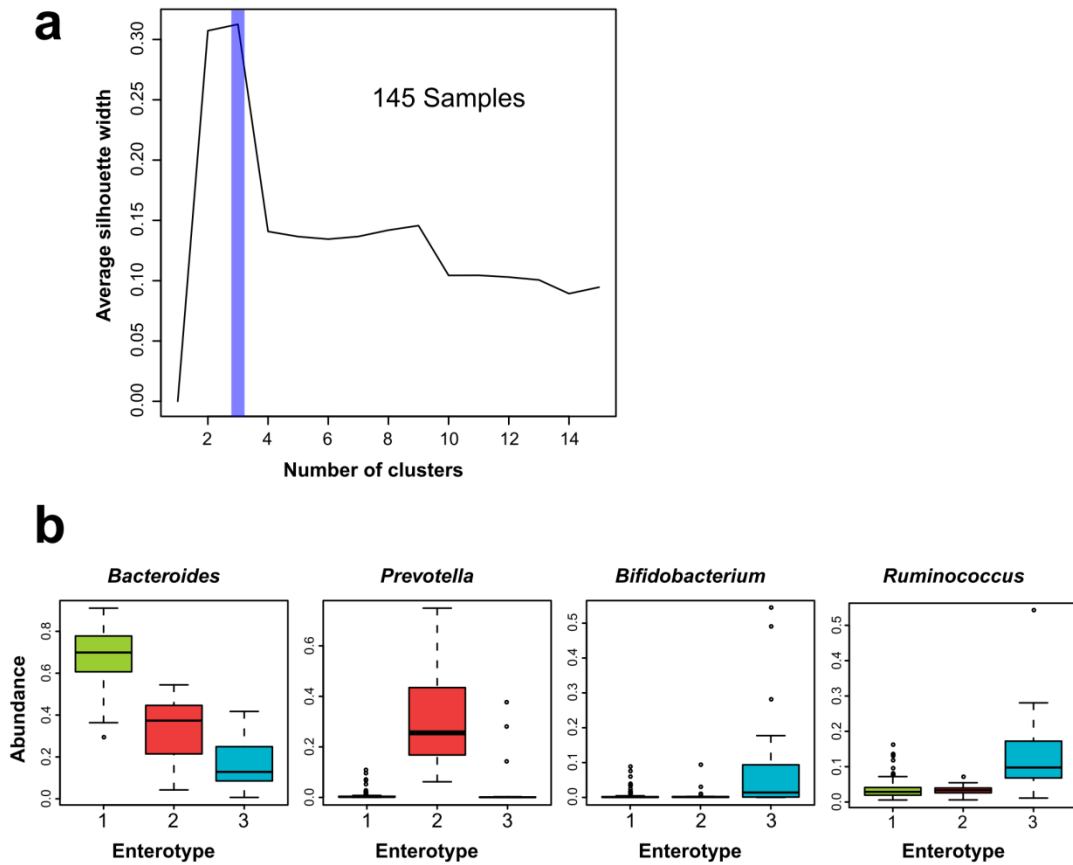 a
Average silhouette width
0.30
0.25
0.20
0.15
0.10
0.05
0.00
145 Samples
2 4 6 8 10 12 14
Number of clusters
b
Bacteroides Prevotella Bifidobacterium Ruminococcus
Abundance
0.8
0.6
0.4
0.2
0.0
1 2 3
Enterotype
0.6
0.4
0.2
0.0
1 2 3
Enterotype
0.5
0.4
0.3
0.2
0.1
0.0
1 2 3
Enterotype
0.5
0.4
0.3
0.2
0.1
0.0
1 2 3
Enterotype